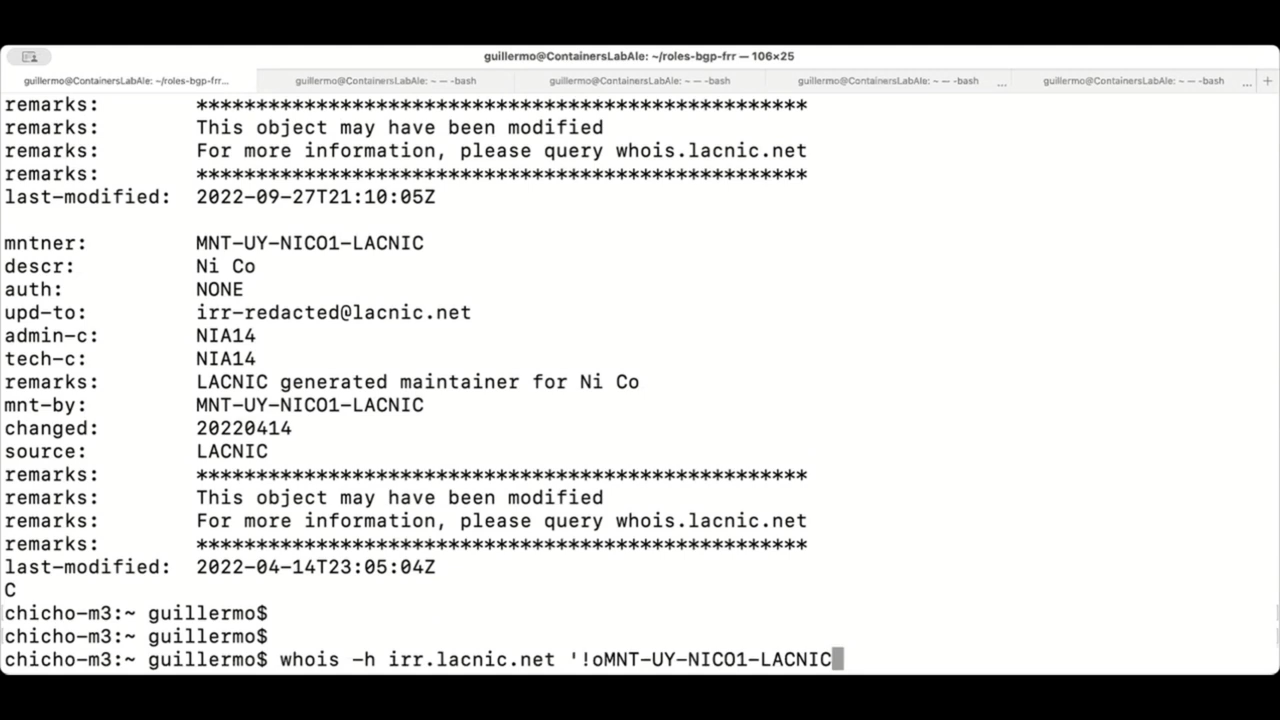 guillermo@ContainersLabAle: ~/roles-bgp-frr — 106×25
guillermo@ContainersLabAle: ~/roles-bgp-frr... guillermo@ContainersLabAle: ~ — -bash guillermo@ContainersLabAle: ~ — -bash guillermo@ContainersLabAle: ~ — -bash ... guillermo@ContainersLabAle: ~ — -bash ... +
remarks: ***************************************************
remarks: This object may have been modified
remarks: For more information, please query whois.lacnic.net
remarks: ***************************************************
last-modified: 2022-09-27T21:10:05Z
mntner: MNT-UY-NICO1-LACNIC
descr: Ni Co
auth: NONE
upd-to: irr-redacted@lacnic.net
admin-c: NIA14
tech-c: NIA14
remarks: LACNIC generated maintainer for Ni Co
mnt-by: MNT-UY-NICO1-LACNIC
changed: 20220414
source: LACNIC
remarks: ***************************************************
remarks: This object may have been modified
remarks: For more information, please query whois.lacnic.net
remarks: ***************************************************
last-modified: 2022-04-14T23:05:04Z
C
chicho-m3:~ guillermo$
chicho-m3:~ guillermo$
chicho-m3:~ guillermo$ whois -h irr.lacnic.net '!oMNT-UY-NICO1-LACNIC